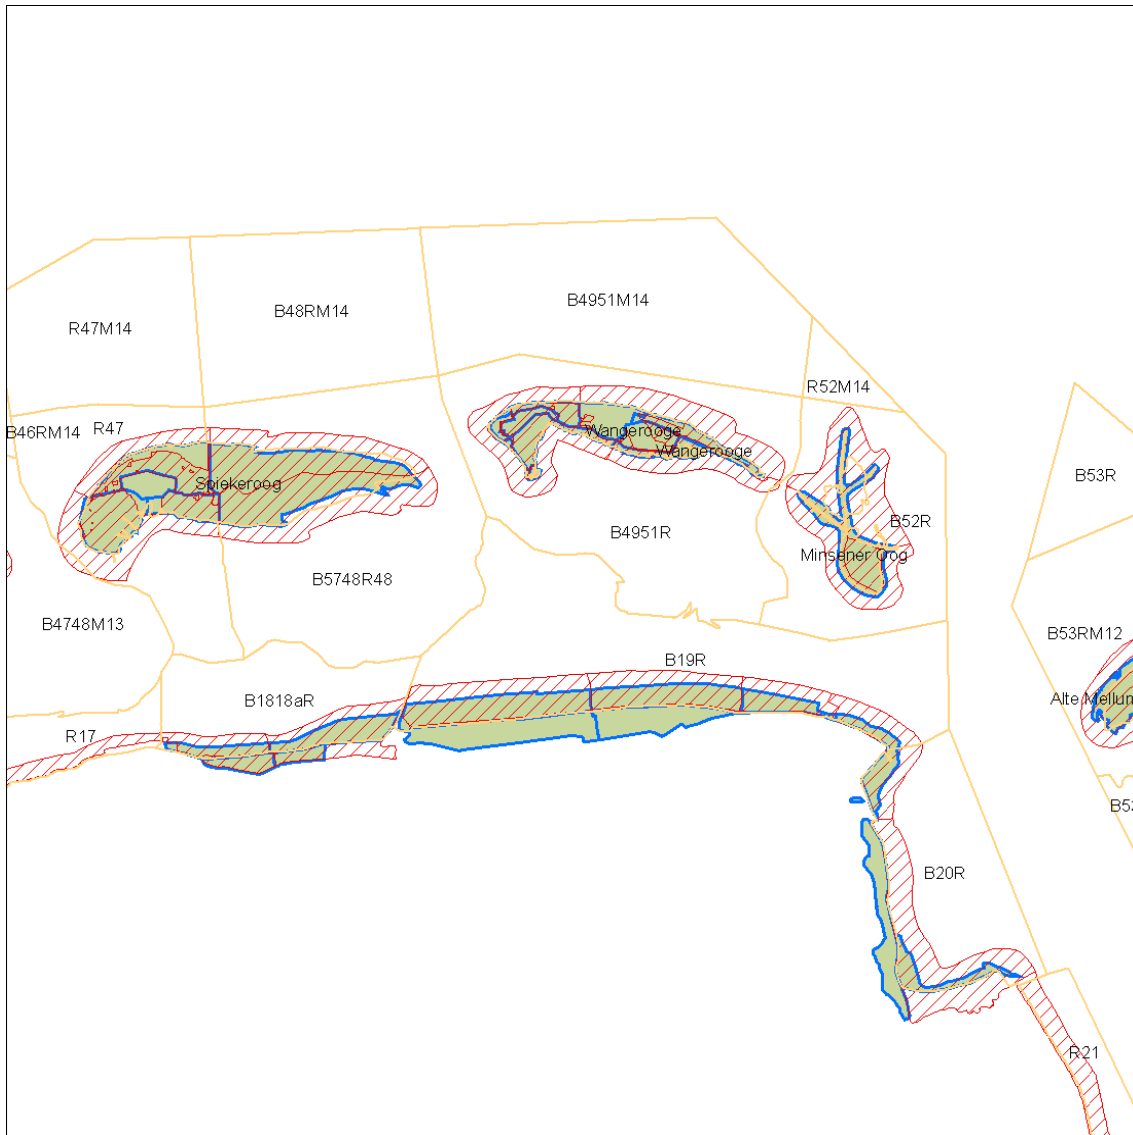 B4951M14
B48RM14
R47M14
R52M14
R47
B46RM14
Wangerooge
Wangerooge
B53R
Spiekeroog
B52R
B4951R
Minsener Oog
B5748R48
B4748M13
B53RM12
B19R
B1818aR
Alte Mellum
R17
B20R
R21